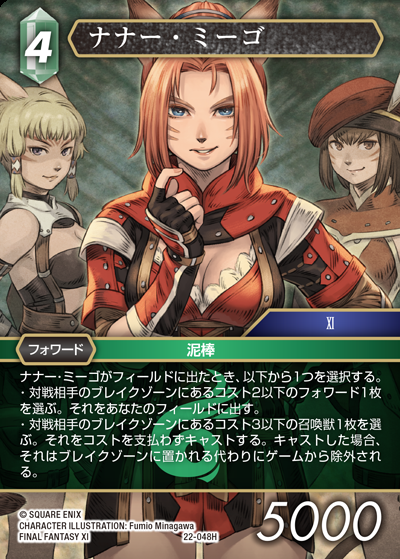 4
ナナー・ミーゴ
XI
フォワード
泥棒
ナナー・ミーゴがフィールドに出たとき、以下から1つを選択する。
・対戦相手のブレイクゾーンにあるコスト2以下のフォワード1枚
を選ぶ。それをあなたのフィールドに出す。
・対戦相手のブレイクゾーンにあるコスト3以下の召喚獣1枚を選
ぶ。それをコストを支払わずキャストする。キャストした場合、
それはブレイクゾーンに置かれる代わりにゲームから除外され
る。
© SQUARE ENIX
CHARACTER ILLUSTRATION: Fumio Minagawa
FINAL FANTASY XI
22-048H
5000